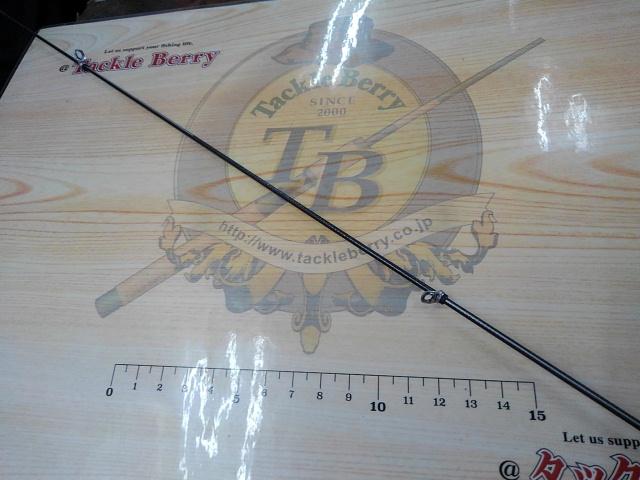 Let us support your fishing life.
@ Tackle Berry
Tackle Berry
SINCE
2000
TB
http://www.tackleberry.co.jp
0 1 2 3 4 5 6 7 8 9 10 11 12 13 14 15
Let us supp
@ タック